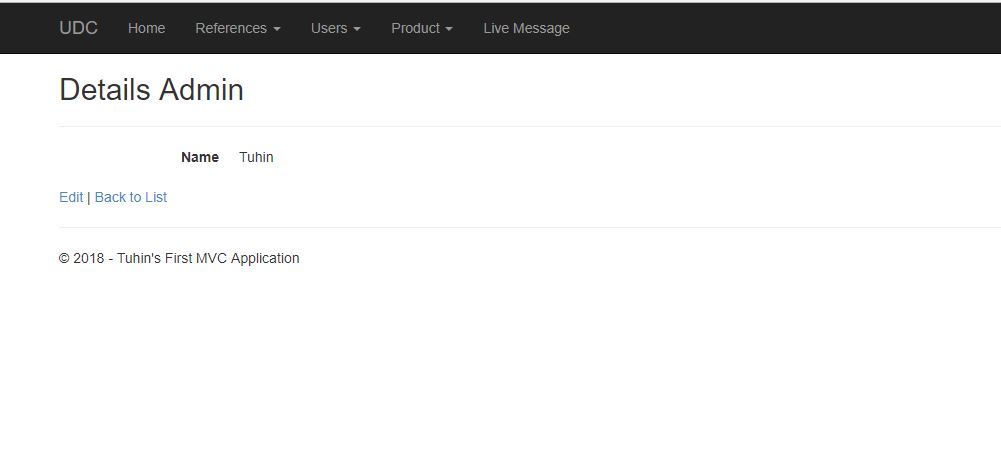 UDC Home References Users Product Live Message
Details Admin
Name Tuhin
Edit | Back to List
© 2018 - Tuhin's First MVC Application